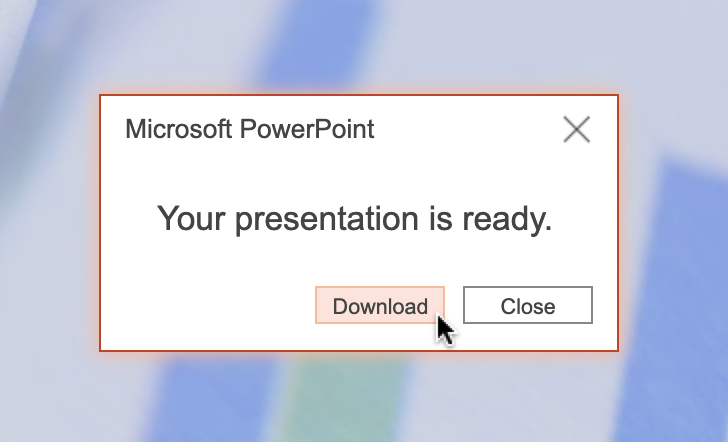 Microsoft PowerPoint
Your presentation is ready.
Download Close